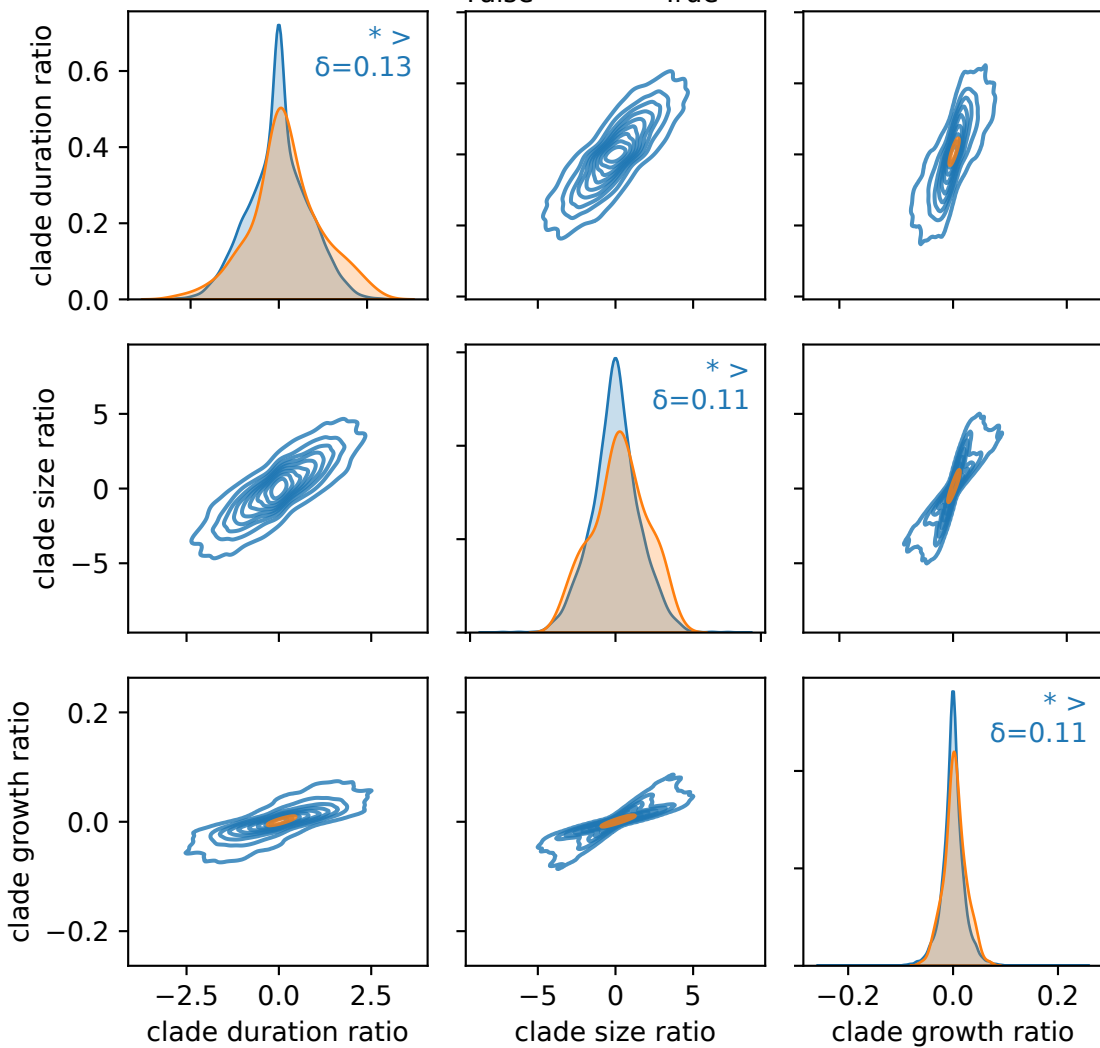 False True
clade duration ratio
0.6
0.4
0.2
0.0
* >
δ=0.13
clade size ratio
5
0
−5
* >
δ=0.11
clade growth ratio
0.2
0.0
−0.2
* >
δ=0.11
−2.5 0.0 2.5
−5 0 5
−0.2 0.0 0.2
clade duration ratio
clade size ratio
clade growth ratio